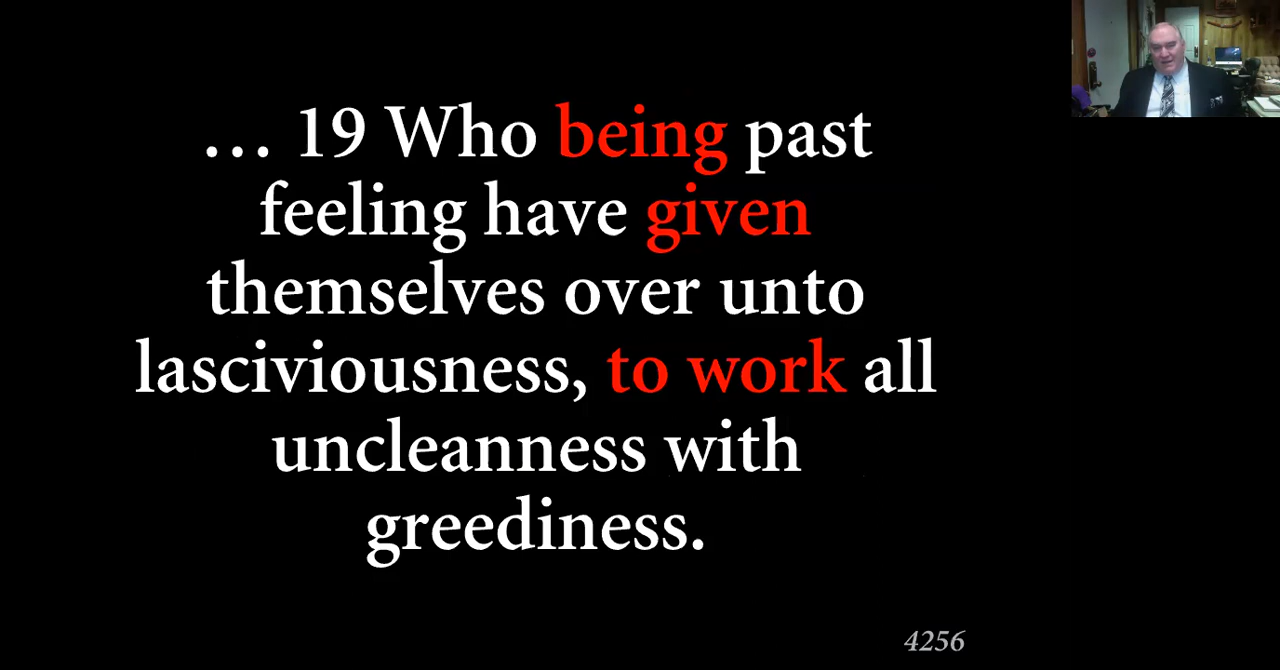 … 19 Who being past
feeling have given
themselves over unto
lasciviousness, to work all
uncleanness with
greediness.
4256